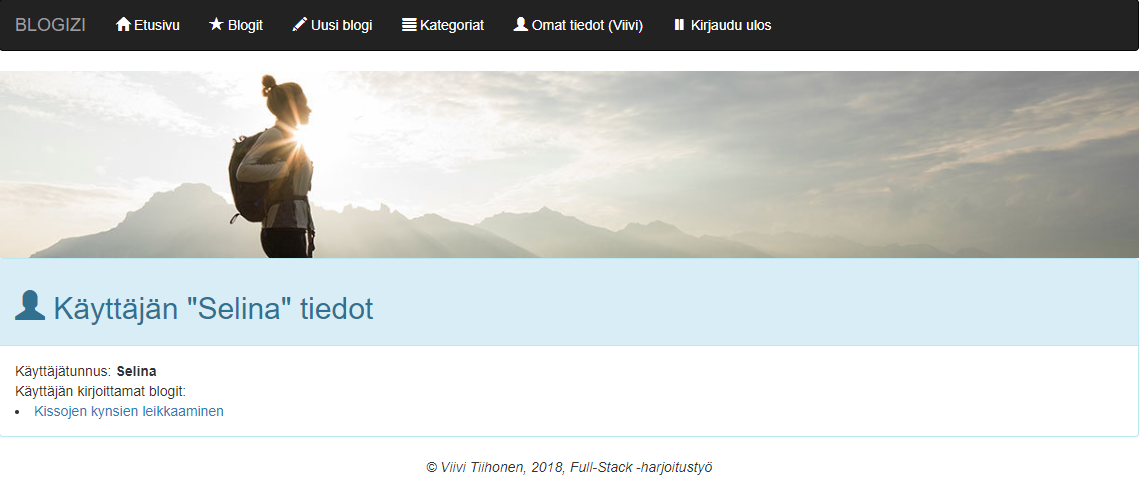 BLOGIZI Etusivu Blogit Uusi blogi Kategoriat Omat tiedot (Viivi) Kirjaudu ulos
Käyttäjän "Selina" tiedot
Käyttäjätunnus: Selina
Käyttäjän kirjoittamat blogit:
• Kissojen kynsien leikkaaminen
© Viivi Tiihonen, 2018, Full-Stack -harjoitustyö